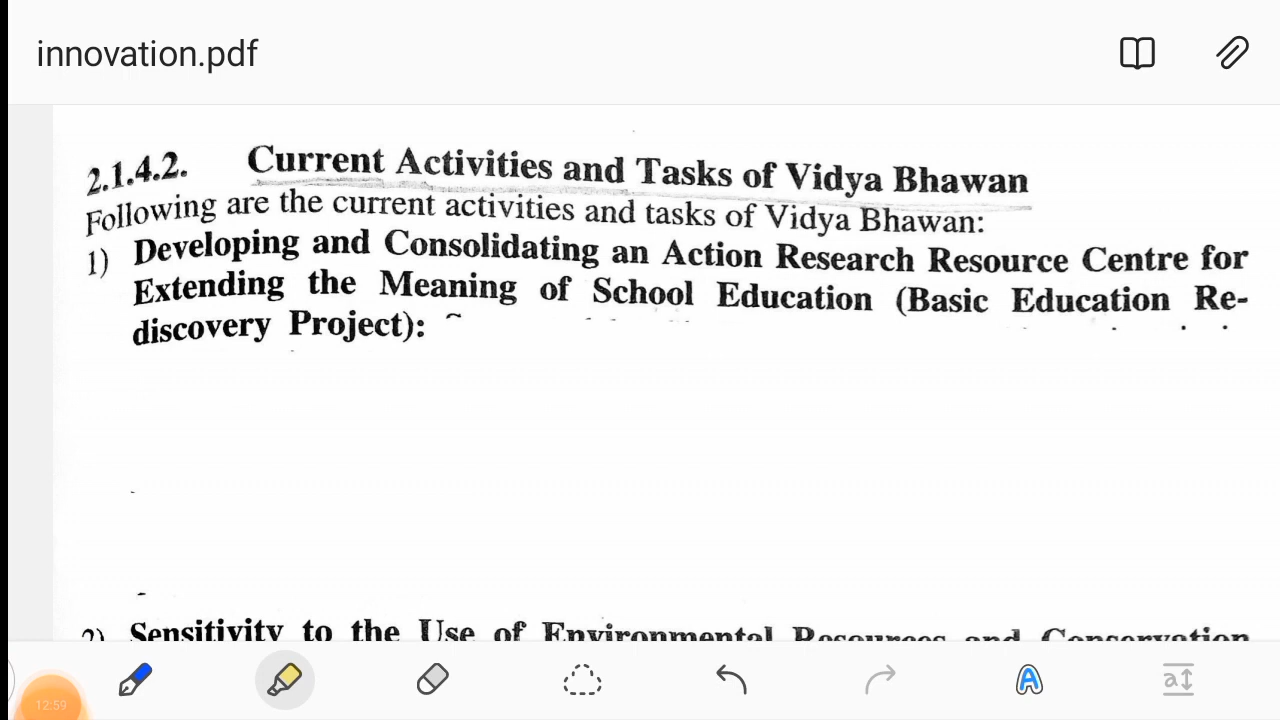 innovation.pdf
2.1.4.2. Current Activities and Tasks of Vidya Bhawan
Following are the current activities and tasks of Vidya Bhawan:
1) Developing and Consolidating an Action Research Resource Centre for
Extending the Meaning of School Education (Basic Education Re-
discovery Project):
2) Sensitivity to the Use of Environmental Resources and Conservation
A
a
12:59